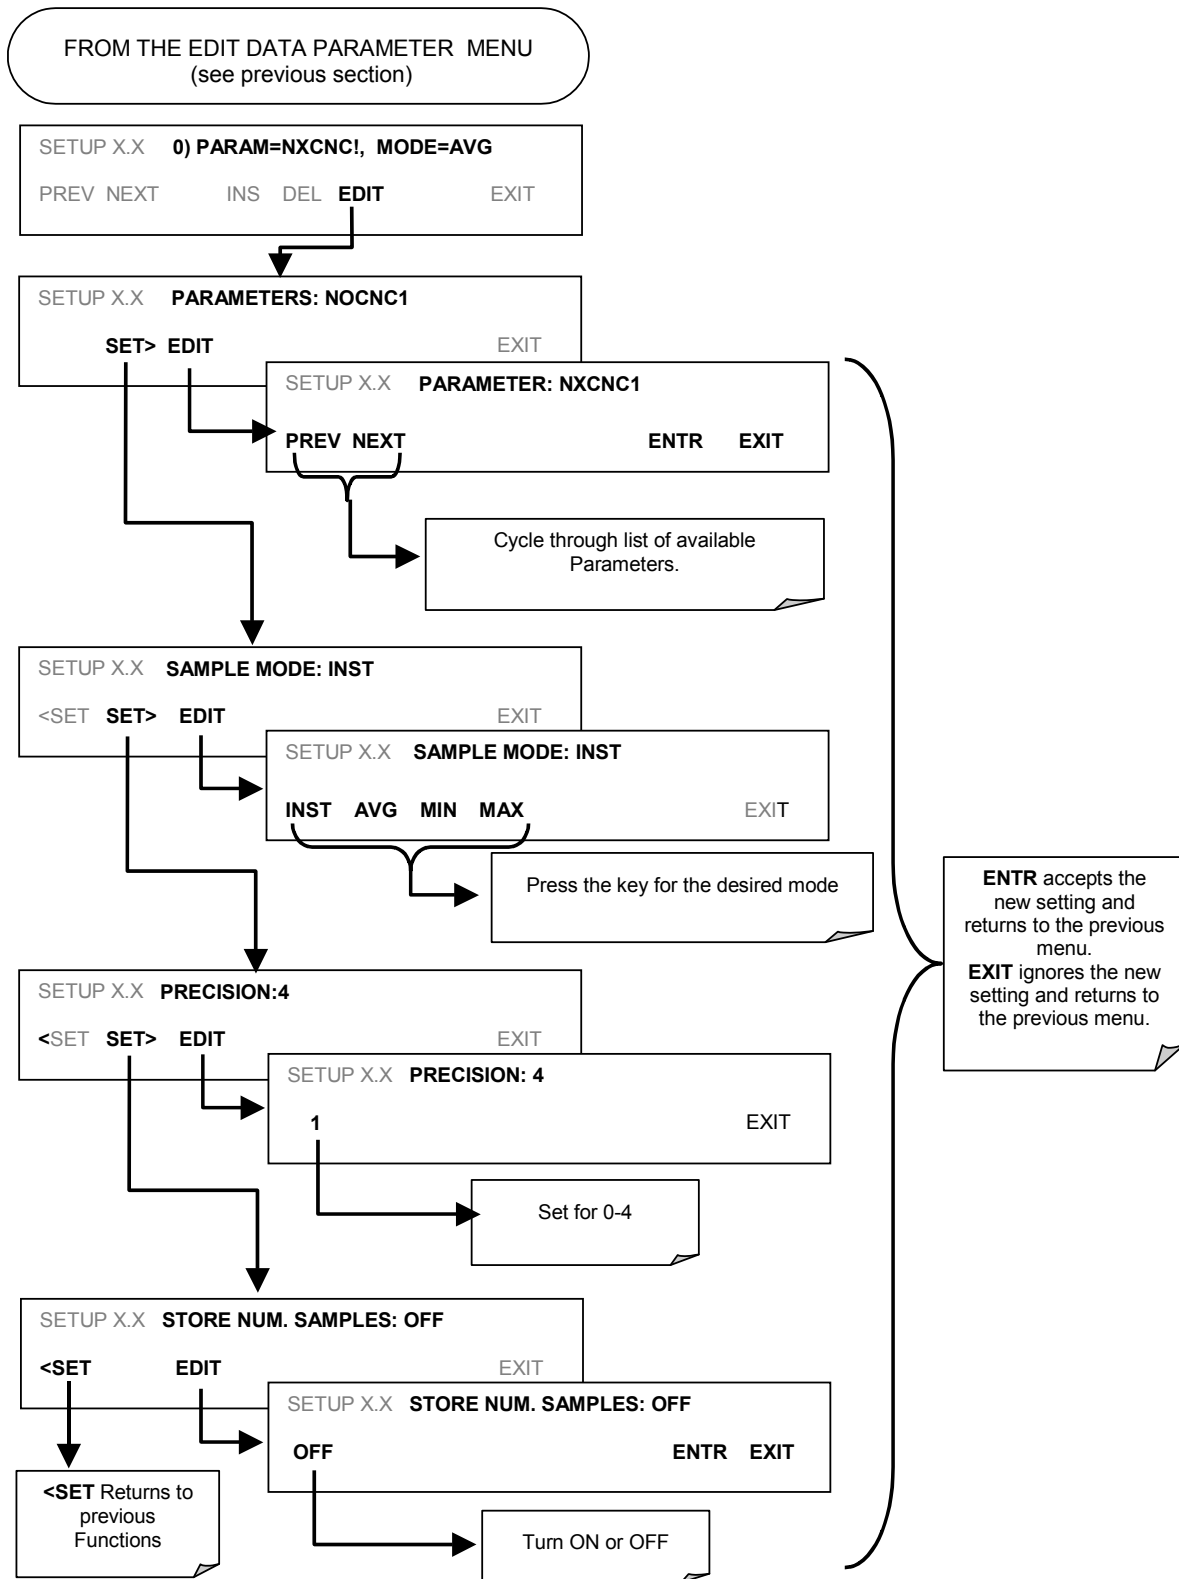 FROM THE EDIT DATA PARAMETER MENU
(see previous section)
SETUP X.X 0) PARAM=NXCNC!, MODE=AVG
PREV NEXT INS DEL EDIT EXIT
SETUP X.X PARAMETERS: NOCNC1
SET> EDIT EXIT
SETUP X.X PARAMETER: NXCNC1
PREV NEXT ENTR EXIT
Cycle through list of available
Parameters.
SETUP X.X SAMPLE MODE: INST
<SET SET> EDIT EXIT
SETUP X.X SAMPLE MODE: INST
INST AVG MIN MAX EXIT
Press the key for the desired mode
ENTR accepts the
new setting and
returns to the previous
menu.
EXIT ignores the new
setting and returns to
the previous menu.
SETUP X.X PRECISION:4
<SET SET> EDIT EXIT
SETUP X.X PRECISION: 4
1 EXIT
Set for 0-4
SETUP X.X STORE NUM. SAMPLES: OFF
<SET EDIT EXIT
SETUP X.X STORE NUM. SAMPLES: OFF
OFF ENTR EXIT
<SET Returns to
previous
Functions
Turn ON or OFF